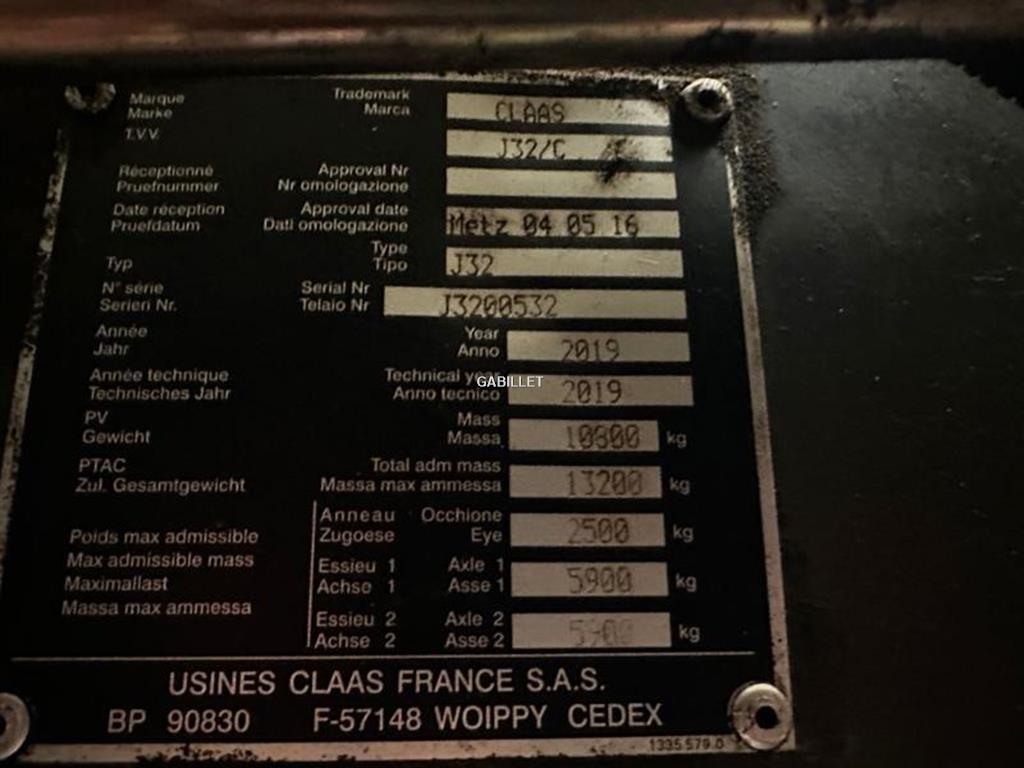 Marque Trademark CLAAS
Marke Marca
T.V.V. J32/C
Réceptionné Approval Nr
Pruefnummer Nr omologazione
Date réception Approval date Metz 04 05 16
Pruefdatum Dati omologazione
Type J32
Typ Tipo
N° série Serial Nr J3200532
Serien Nr. Telaio Nr
Année Year 2019
Jahr Anno
Année technique Technical year 2019
Technisches Jahr Anno tecnico
GABILLET
PV Mass 10800 kg
Gewicht Massa
PTAC Total adm mass 13200 kg
Zul. Gesamtgewicht Massa max ammessa
Anneau Occhione 2500 kg
Poids max admissible Zugoese Eye
Max admissible mass Essieu 1 Axle 1 5900 kg
Maximallast Achse 1 Asse 1
Massa max ammessa Essieu 2 Axle 2 5900 kg
Achse 2 Asse 2
USINES CLAAS FRANCE S.A.S.
BP 90830 F-57148 WOIPPY CEDEX
1335 579.0